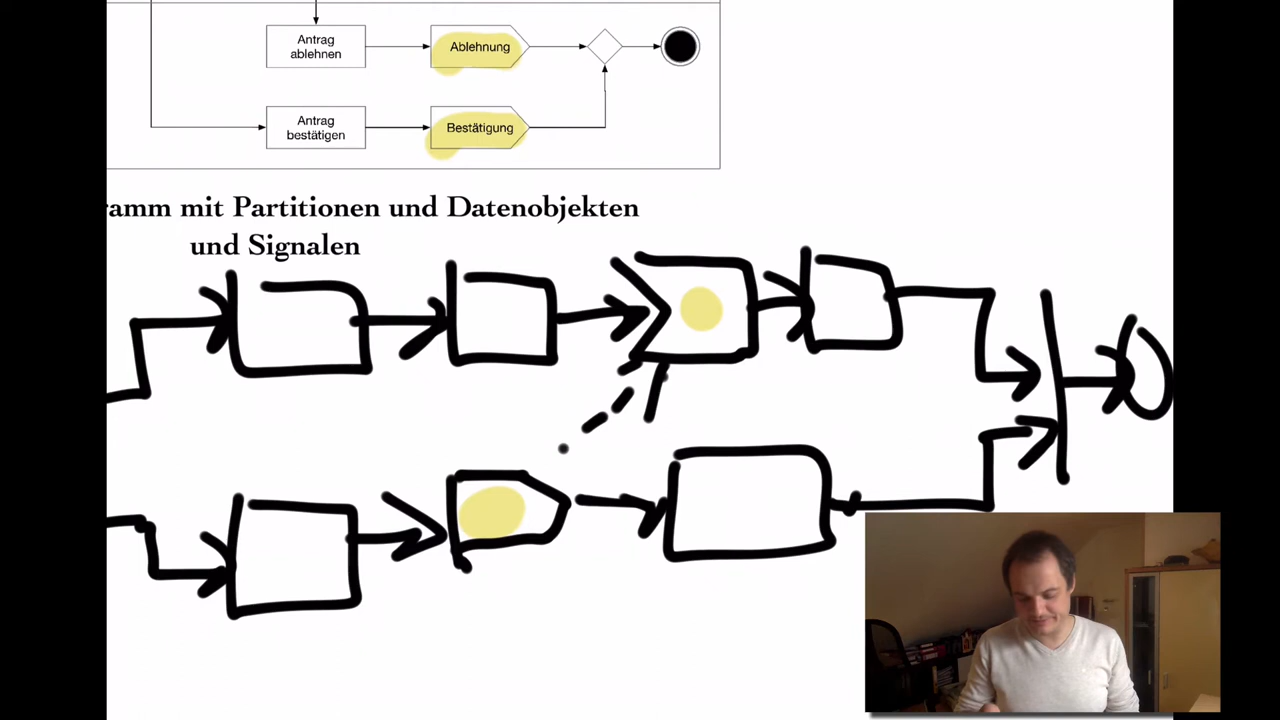 Antrag
ablehnen
Ablehnung
Antrag
bestätigen
Bestätigung
ramm mit Partitionen und Datenobjekten
und Signalen